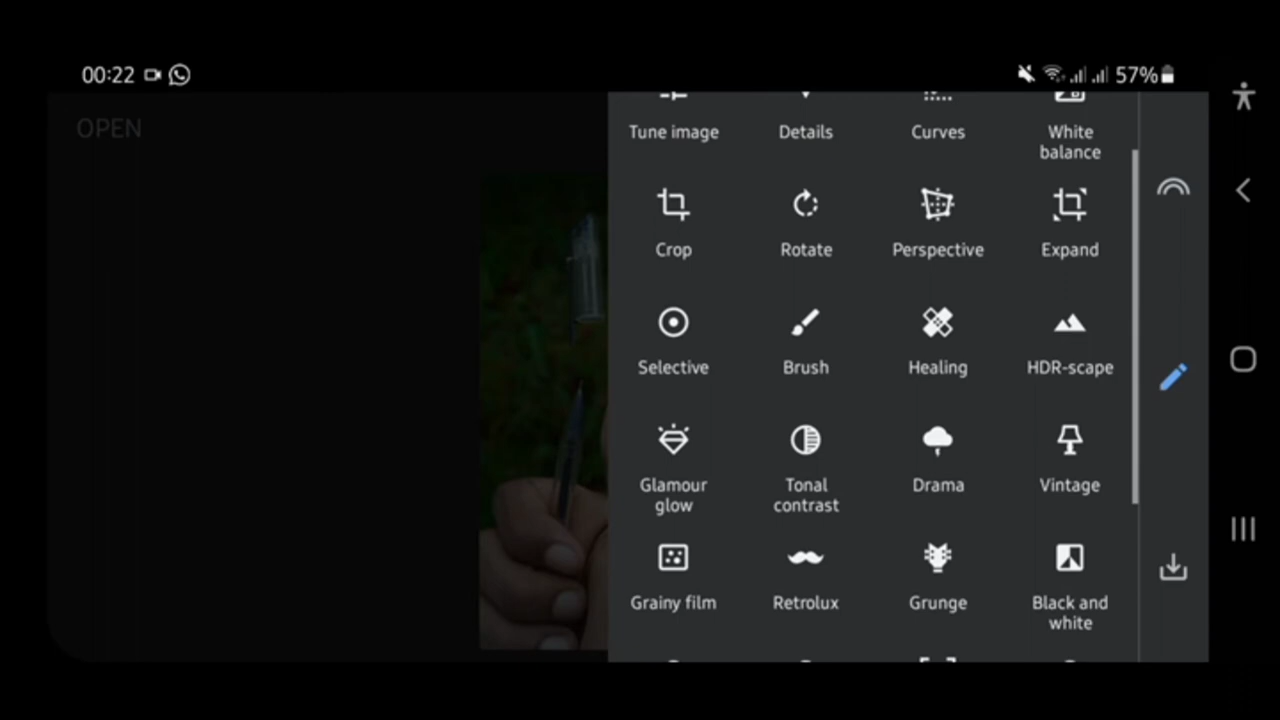 00:22 57%
OPEN
Tune image Details Curves White balance
Crop Rotate Perspective Expand
Selective Brush Healing HDR-scape
Glamour glow Tonal contrast Drama Vintage
Grainy film Retrolux Grunge Black and white